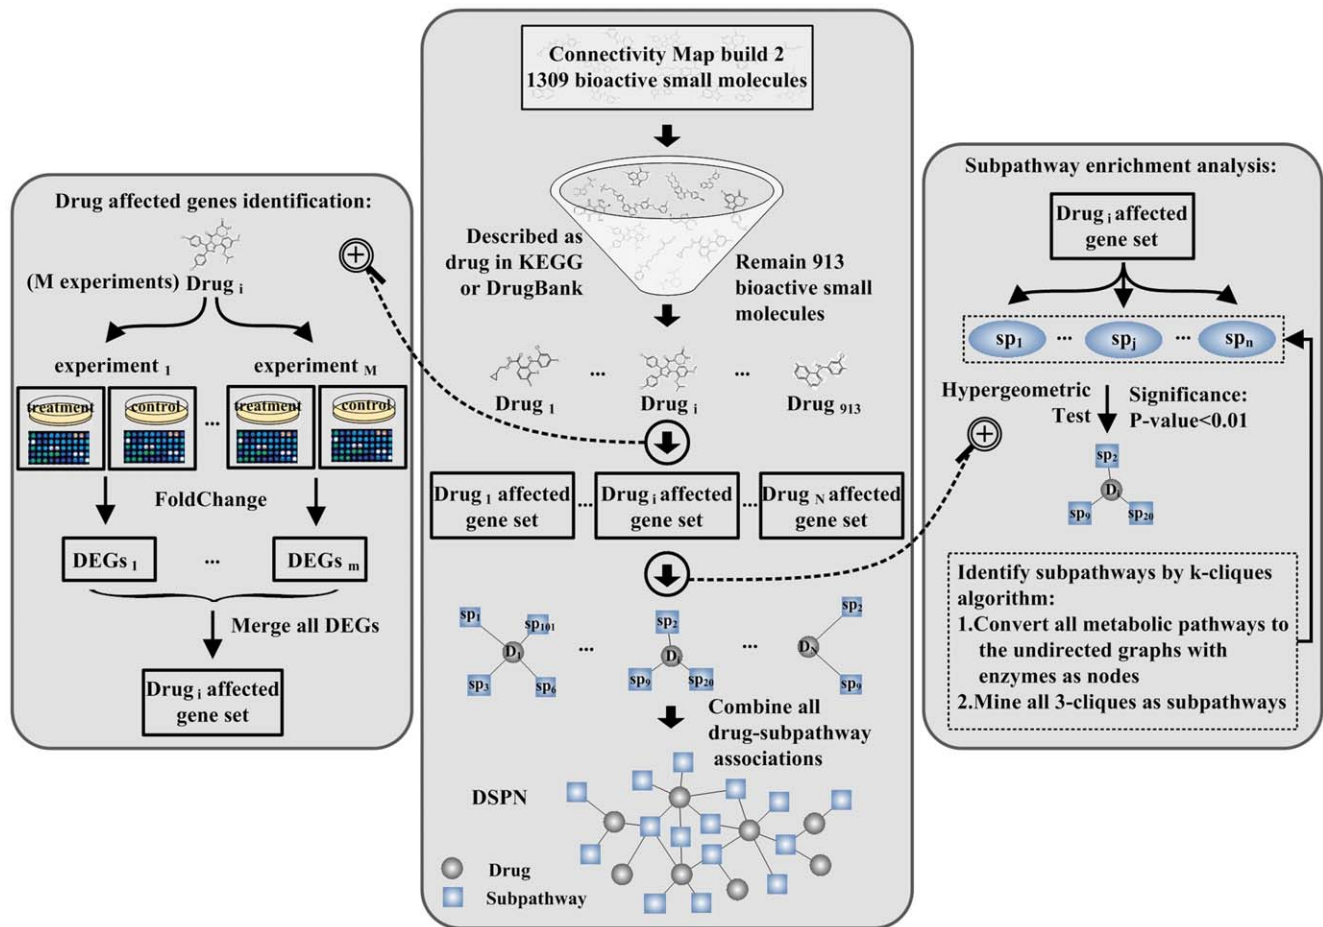 Drug affected genes identification:
(M experiments) Drug i
experiment 1
experiment M
treatment
control
...
treatment
control
FoldChange
DEGs 1
...
DEGs m
Merge all DEGs
Drug i affected
gene set
Connectivity Map build 2
1309 bioactive small molecules
Described as
drug in KEGG
or DrugBank
Remain 913
bioactive small
molecules
...
...
Drug 1
Drug i
Drug 913
Drug 1 affected
gene set
...
Drug i affected
gene set
...
Drug N affected
gene set
sp1
sp101
D1
sp3
sp6
...
sp2
Di
sp9
sp20
...
sp2
DN
sp9
Combine all
drug-subpathway
associations
DSPN
Drug
Subpathway
Subpathway enrichment analysis:
Drug i affected
gene set
sp1 ... spj ... spn
Hypergeometric
Test
Significance:
P-value<0.01
sp2
Di
sp9
sp20
Identify subpathways by k-cliques
algorithm:
1.Convert all metabolic pathways to
the undirected graphs with
enzymes as nodes
2.Mine all 3-cliques as subpathways